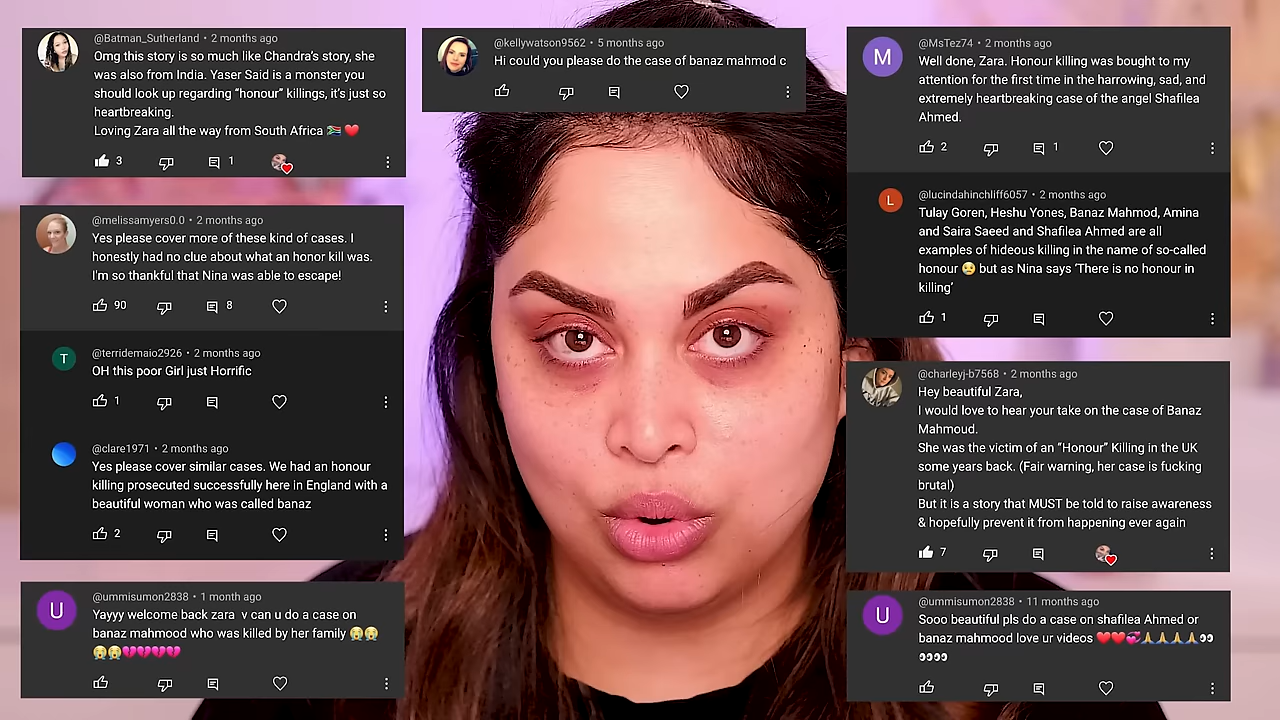 @Batman_Sutherland • 2 months ago
Omg this story is so much like Chandra's story, she
was also from India. Yaser Said is a monster you
should look up regarding "honour" killings, it's just so
heartbreaking.
Loving Zara all the way from South Africa 🇿🇦 ❤️
3
1
@melissamyers0.0 • 2 months ago
Yes please cover more of these kind of cases. I
honestly had no clue about what an honor kill was.
I'm so thankful that Nina was able to escape!
90
8
T
@terridemaio2926 • 2 months ago
OH this poor Girl just Horrific
1
@clare1971 • 2 months ago
Yes please cover similar cases. We had an honour
killing prosecuted successfully here in England with a
beautiful woman who was called banaz
2
U
@ummisumon2838 • 1 month ago
Yayyy welcome back zara v can u do a case on
banaz mahmood who was killed by her family 😭😭
😭😭💔💔💔💔
@kellywatson9562 • 5 months ago
Hi could you please do the case of banaz mahmod c
M
@MsTez74 • 2 months ago
Well done, Zara. Honour killing was bought to my
attention for the first time in the harrowing, sad, and
extremely heartbreaking case of the angel Shafilea
Ahmed.
2
1
L
@lucindahinchliff6057 • 2 months ago
Tulay Goren, Heshu Yones, Banaz Mahmod, Amina
and Saira Saeed and Shafilea Ahmed are all
examples of hideous killing in the name of so-called
honour 😢 but as Nina says 'There is no honour in
killing'
1
@charleyj-b7568 • 2 months ago
Hey beautiful Zara,
I would love to hear your take on the case of Banaz
Mahmoud.
She was the victim of an "Honour" Killing in the UK
some years back. (Fair warning, her case is fucking
brutal)
But it is a story that MUST be told to raise awareness
& hopefully prevent it from happening ever again
7
U
@ummisumon2838 • 11 months ago
Sooo beautiful pls do a case on shafilea Ahmed or
banaz mahmood love ur videos ❤️❤️💞🙏🙏🙏🙏👀
👀👀